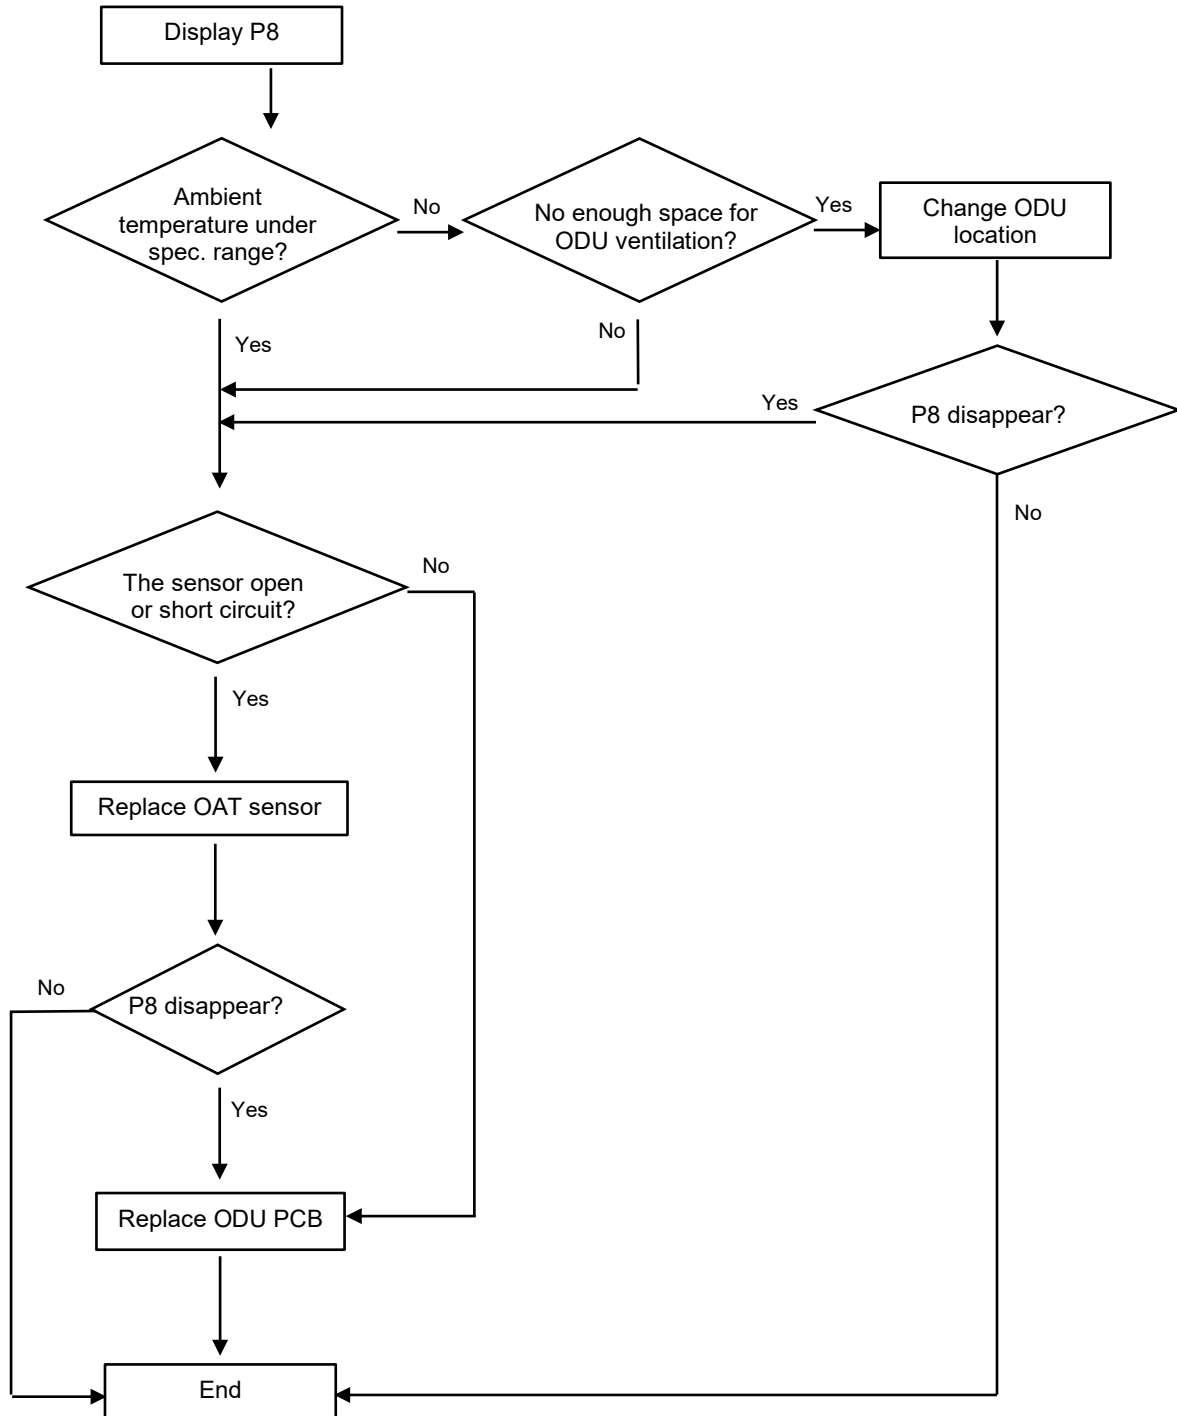 Display P8
Ambient
temperature under
spec. range?
No
No enough space for
ODU ventilation?
Yes
Change ODU
location
Yes
No
Yes
P8 disappear?
No
The sensor open
or short circuit?
No
Yes
Replace OAT sensor
P8 disappear?
No
Yes
Replace ODU PCB
End